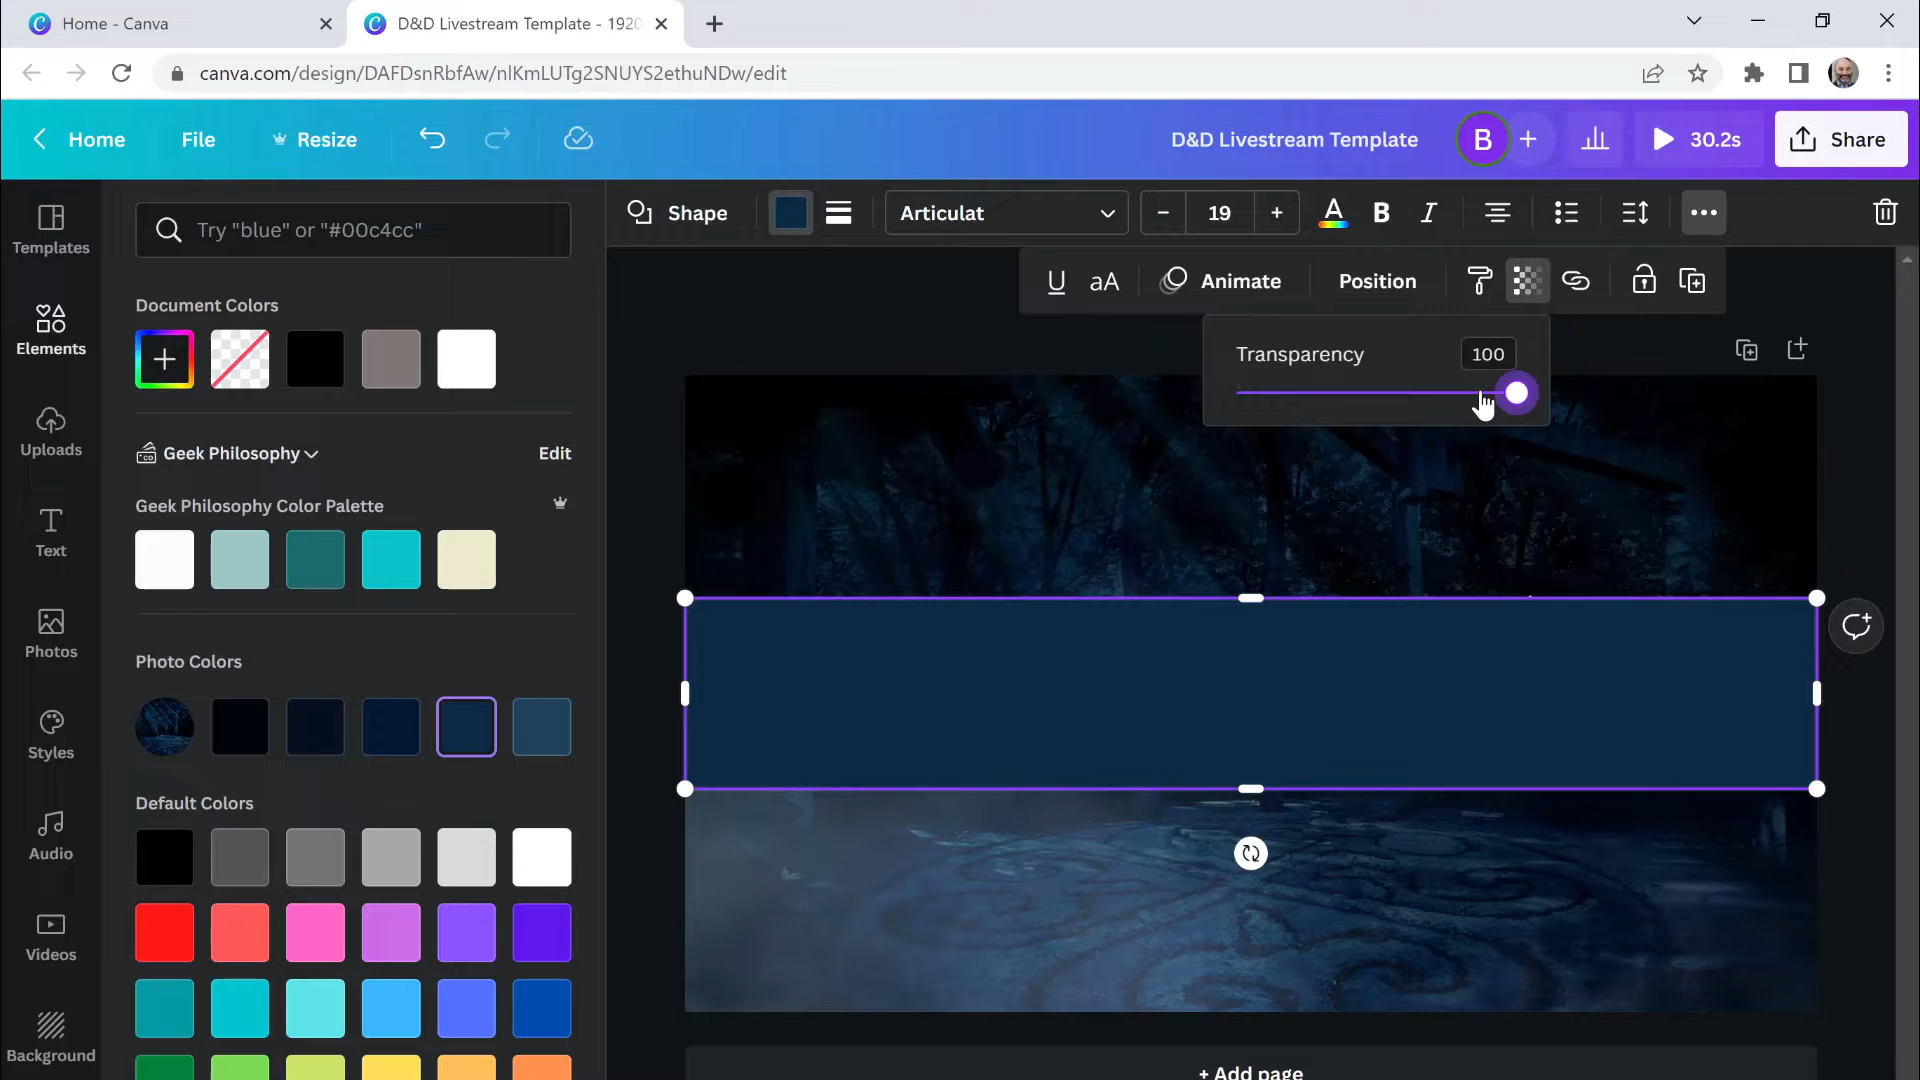 Home - Canva
D&D Livestream Template - 1920
canva.com/design/DAFDsnRbfAw/nlKmLUTg2SNUYS2ethuNDw/edit
Home
File
Resize
D&D Livestream Template
B
30.2s
Share
Templates
Elements
Uploads
Text
Photos
Styles
Audio
Videos
Background
Try "blue" or "#00c4cc"
Document Colors
Geek Philosophy
Edit
Geek Philosophy Color Palette
Photo Colors
Default Colors
Shape
Articulat
- 19 +
A
B
I
U
aA
Animate
Position
Transparency
100
+ Add page